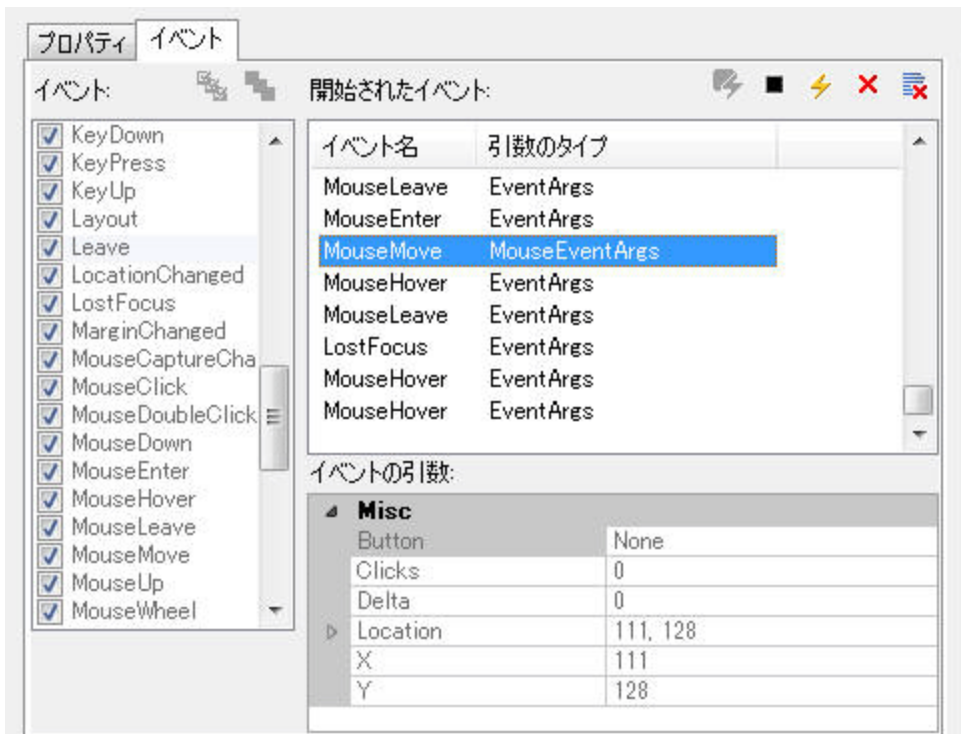 プロパティ イベント
イベント:
KeyDown
KeyPress
KeyUp
Layout
Leave
LocationChanged
LostFocus
MarginChanged
MouseCaptureCha
MouseClick
MouseDoubleClick
MouseDown
MouseEnter
MouseHover
MouseLeave
MouseMove
MouseUp
MouseWheel
開始されたイベント:
イベント名 引数のタイプ
MouseLeave EventArgs
MouseEnter EventArgs
MouseMove MouseEventArgs
MouseHover EventArgs
MouseLeave EventArgs
LostFocus EventArgs
MouseHover EventArgs
MouseHover EventArgs
イベントの引数:
Misc
Button None
Clicks 0
Delta 0
Location 111, 128
X 111
Y 128